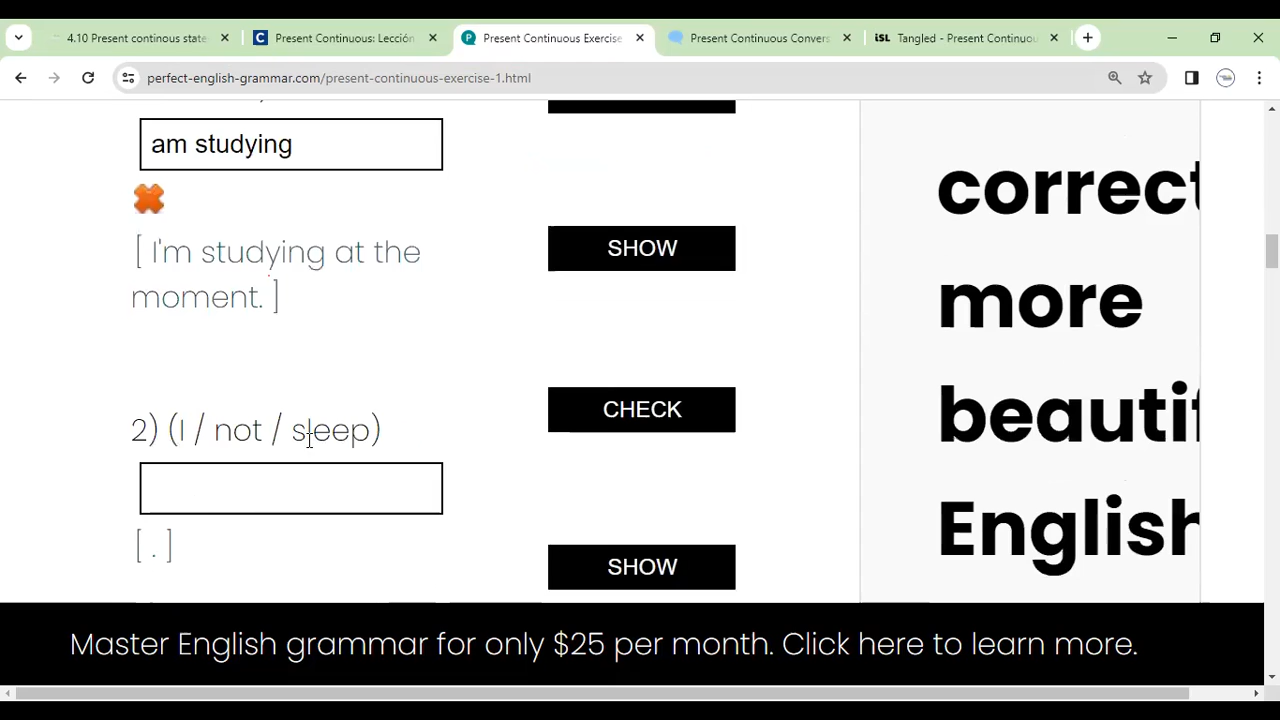 4.10 Present continous state
Present Continuous: Lección
Present Continuous Exercise
Present Continuous Convers
iSL Tangled - Present Continuou
perfect-english-grammar.com/present-continuous-exercise-1.html
am studying
[ I'm studying at the
moment. ]
SHOW
2) (I / not / sleep)
CHECK
[ . ]
SHOW
correct
more
beautif
English
Master English grammar for only $25 per month. Click here to learn more.